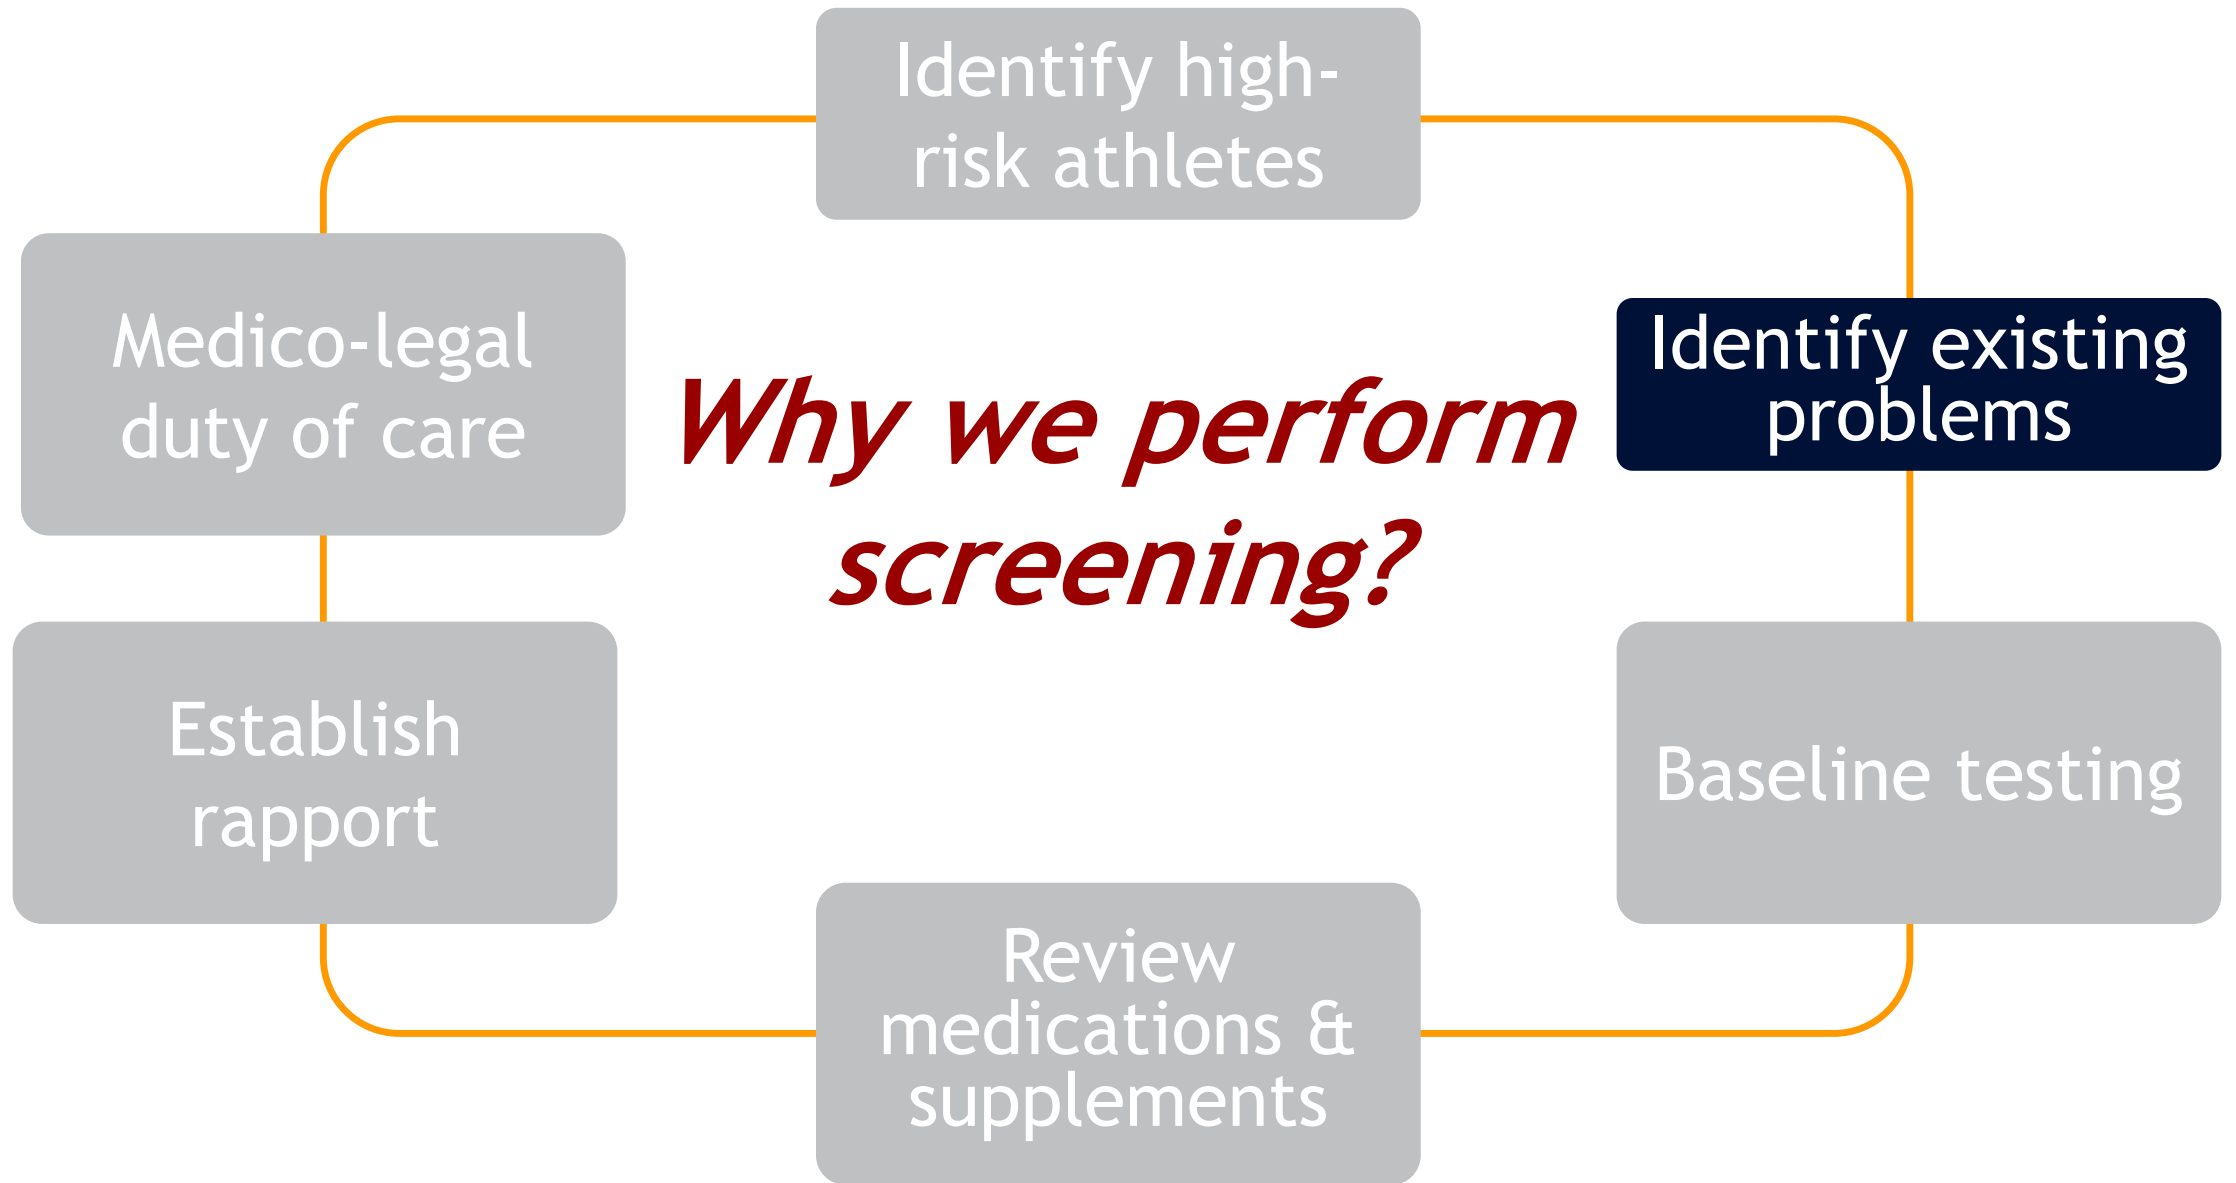 Identify high-
risk athletes
Medico-legal
duty of care
Why we perform
screening?
Identify existing
problems
Establish
rapport
Baseline testing
Review
medications &
supplements